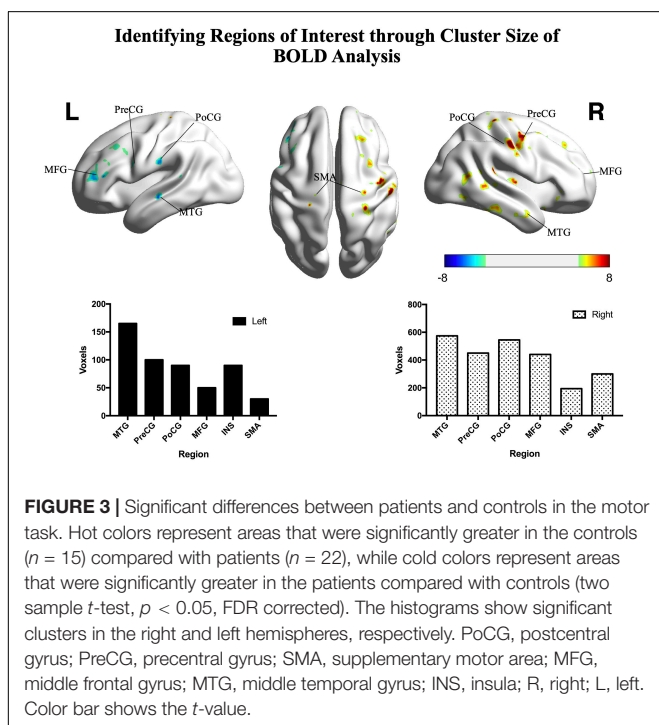 Identifying Regions of Interest through Cluster Size of
BOLD Analysis
L
R
PreCG
PoCG
MFG
MTG
SMA
PoCG
PreCG
MFG
MTG
-8
8
200
150
100
50
0
Voxels
Left
MTG
PreCG
PoCG
MFG
INS
SMA
Region
800
600
400
200
0
Voxels
Right
MTG
PreCG
PoCG
MFG
INS
SMA
Region
FIGURE 3 | Significant differences between patients and controls in the motor
task. Hot colors represent areas that were significantly greater in the controls
(n = 15) compared with patients (n = 22), while cold colors represent areas
that were significantly greater in the patients compared with controls (two
sample t-test, p < 0.05, FDR corrected). The histograms show significant
clusters in the right and left hemispheres, respectively. PoCG, postcentral
gyrus; PreCG, precentral gyrus; SMA, supplementary motor area; MFG,
middle frontal gyrus; MTG, middle temporal gyrus; INS, insula; R, right; L, left.
Color bar shows the t-value.